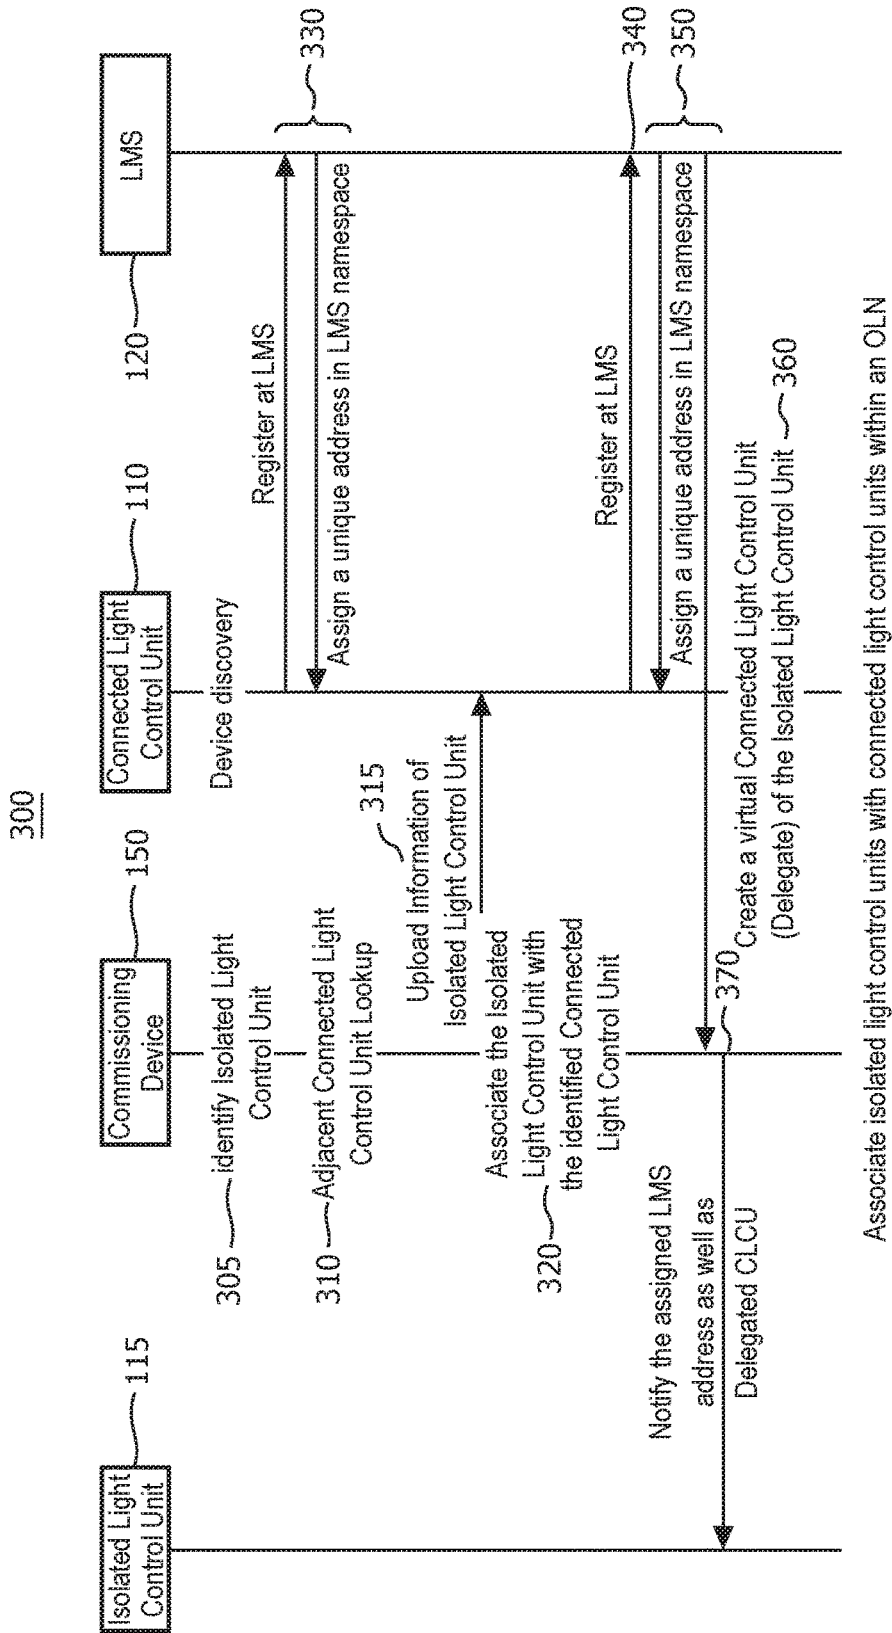 300
Isolated Light
Control Unit
115
Commissioning
Device
150
Connected Light
Control Unit
110
LMS
120
305
identify Isolated Light
Control Unit
Device discovery
Register at LMS
330
310
Adjacent Connected Light
Control Unit Lookup
Assign a unique address in LMS namespace
315
Upload Information of
Isolated Light Control Unit
320
Associate the Isolated
Light Control Unit with
the identified Connected
Light Control Unit
Register at LMS
340
Assign a unique address in LMS namespace
350
Notify the assigned LMS
address as well as
Delegated CLCU
370
Create a virtual Connected Light Control Unit
(Delegate) of the Isolated Light Control Unit
360
Associate isolated light control units with connected light control units within an OLN